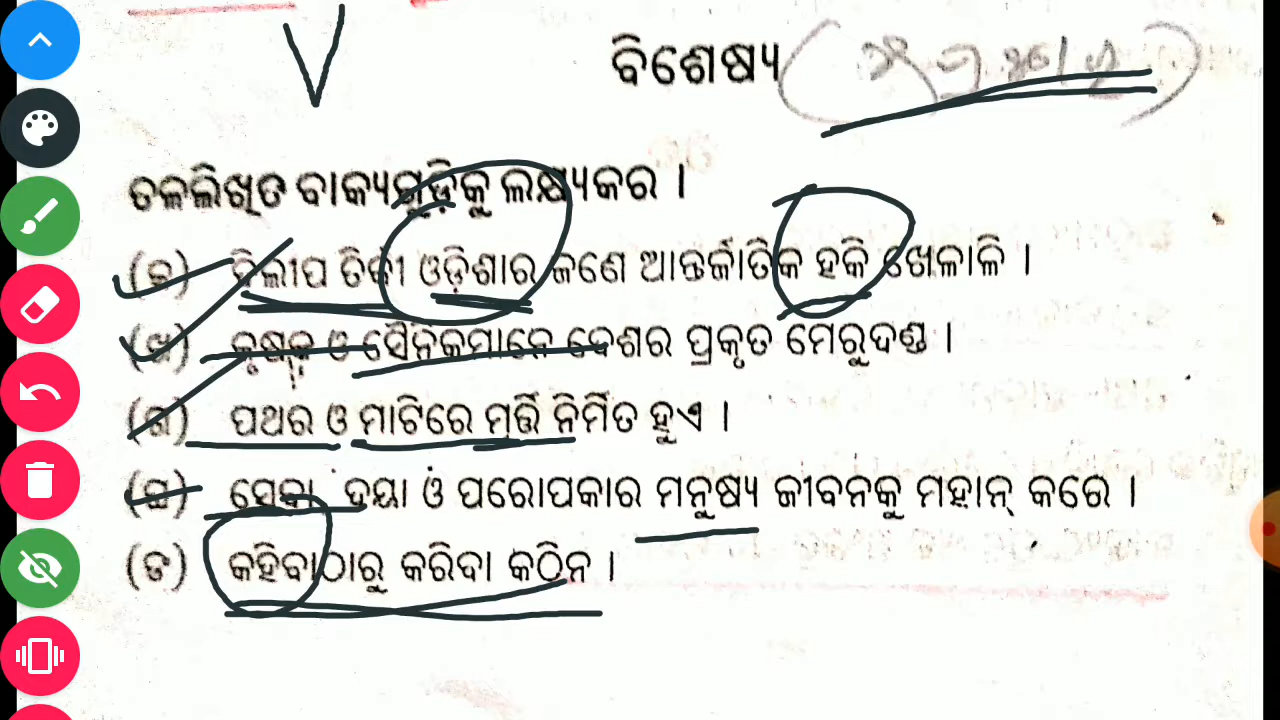 ବିଶେଷ୍ୟ
ତଳଲିଖିତ ବାକ୍ୟଗୁଡ଼ିକୁ ଲକ୍ଷ୍ୟକର ।
(କ) ଦିଲୀପ ତିର୍କୀ ଓଡ଼ିଶାର ଜଣେ ଆନ୍ତର୍ଜାତିକ ହକି ଖେଳାଳି ।
(ଖ) କୃଷକ ଓ ସୈନିକମାନେ ଦେଶର ପ୍ରକୃତ ମେରୁଦଣ୍ଡ ।
(ଗ) ପଥର ଓ ମାଟିରେ ମୂର୍ତ୍ତି ନିର୍ମିତ ହୁଏ ।
(ଘ) ସେବା ଦୟା ଓ ପରୋପକାର ମନୁଷ୍ୟ ଜୀବନକୁ ମହାନ୍ କରେ ।
(ଙ) କହିବାଠାରୁ କରିବା କଠିନ ।